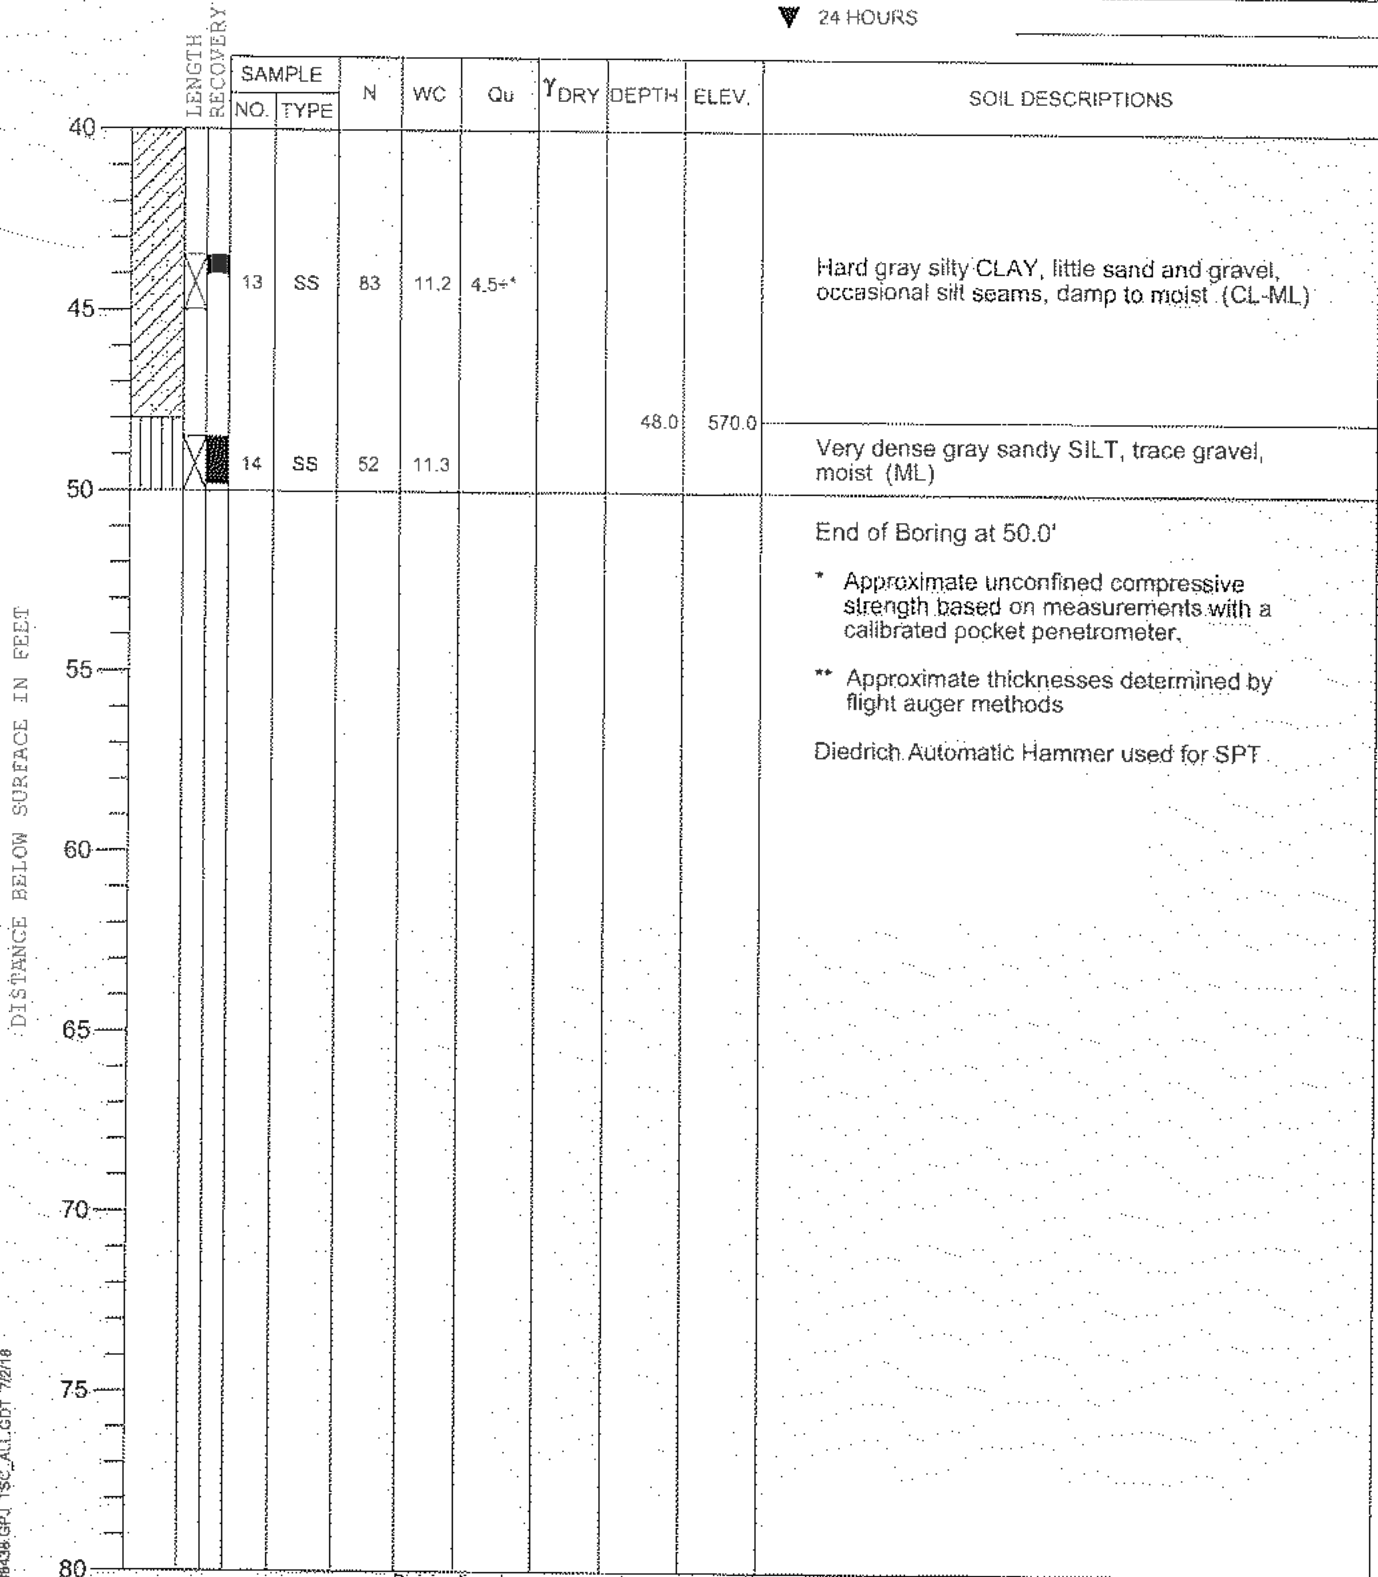 24 HOURS
LENGTH
RECOVERY
SAMPLE
NO. TYPE N WC Qu γDRY DEPTH ELEV. SOIL DESCRIPTIONS
40
13 SS 83 11.2 4.5+*
Hard gray silty CLAY, little sand and gravel,
occasional silt seams, damp to moist (CL-ML)
45
48.0 570.0
14 SS 52 11.3
Very dense gray sandy SILT, trace gravel,
moist (ML)
50
End of Boring at 50.0'
* Approximate unconfined compressive
strength based on measurements with a
calibrated pocket penetrometer.
** Approximate thicknesses determined by
flight auger methods
Diedrich Automatic Hammer used for SPT
55
60
65
70
75
80
DISTANCE BELOW SURFACE IN FEET
TSC_ALL.GDT 7/2/18